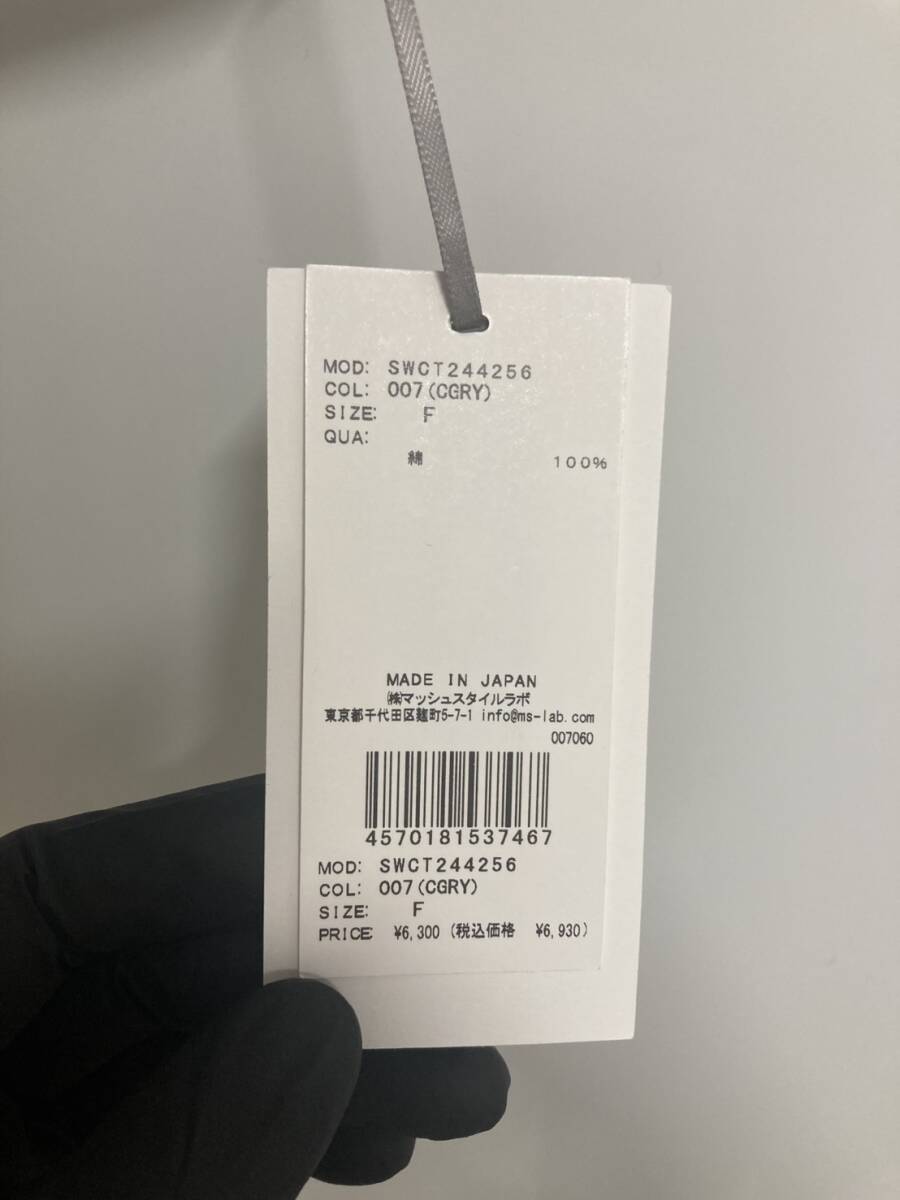 MOD: SWCT244256
COL: 007(CGRY)
SIZE: F
QUA:
綿 100%
MADE IN JAPAN
㈱マッシュスタイルラボ
東京都千代田区麹町5-7-1 info@ms-lab.com
007060
4570181537467
MOD: SWCT244256
COL: 007(CGRY)
SIZE: F
PRICE ¥6,300 (税込価格 ¥6,930)